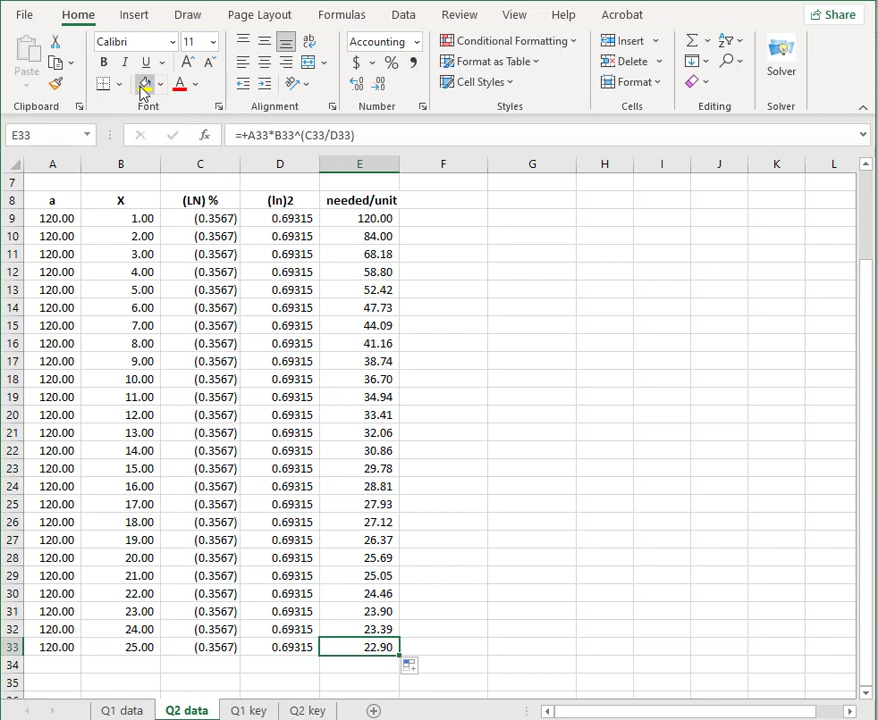 File Home Insert Draw Page Layout Formulas Data Review View Help Acrobat Share
Paste Calibri 11 Accounting Conditional Formatting Insert Solver
B I U A $ % 9 Format as Table Delete
A Cell Styles Format
Clipboard Font Alignment Number Styles Cells Editing Solver
E33 fx =+A33*B33^(C33/D33)
A B C D E F G H I J K L
7
8 a X (LN) % (ln)2 needed/unit
9 120.00 1.00 (0.3567) 0.69315 120.00
10 120.00 2.00 (0.3567) 0.69315 84.00
11 120.00 3.00 (0.3567) 0.69315 68.18
12 120.00 4.00 (0.3567) 0.69315 58.80
13 120.00 5.00 (0.3567) 0.69315 52.42
14 120.00 6.00 (0.3567) 0.69315 47.73
15 120.00 7.00 (0.3567) 0.69315 44.09
16 120.00 8.00 (0.3567) 0.69315 41.16
17 120.00 9.00 (0.3567) 0.69315 38.74
18 120.00 10.00 (0.3567) 0.69315 36.70
19 120.00 11.00 (0.3567) 0.69315 34.94
20 120.00 12.00 (0.3567) 0.69315 33.41
21 120.00 13.00 (0.3567) 0.69315 32.06
22 120.00 14.00 (0.3567) 0.69315 30.86
23 120.00 15.00 (0.3567) 0.69315 29.78
24 120.00 16.00 (0.3567) 0.69315 28.81
25 120.00 17.00 (0.3567) 0.69315 27.93
26 120.00 18.00 (0.3567) 0.69315 27.12
27 120.00 19.00 (0.3567) 0.69315 26.37
28 120.00 20.00 (0.3567) 0.69315 25.69
29 120.00 21.00 (0.3567) 0.69315 25.05
30 120.00 22.00 (0.3567) 0.69315 24.46
31 120.00 23.00 (0.3567) 0.69315 23.90
32 120.00 24.00 (0.3567) 0.69315 23.39
33 120.00 25.00 (0.3567) 0.69315 22.90
34
35
Q1 data Q2 data Q1 key Q2 key